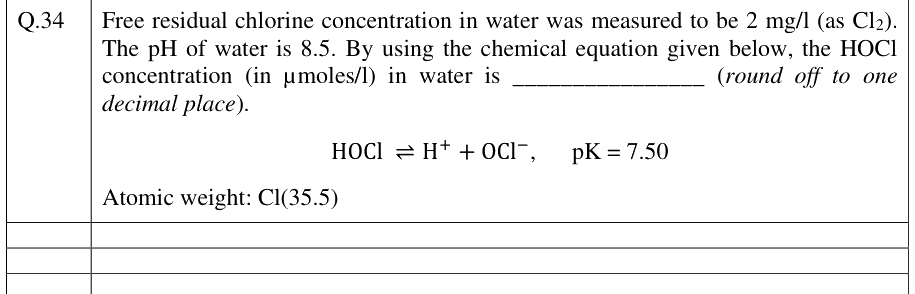 Q.34 Free residual chlorine concentration in water was measured to be 2 mg/l (as Cl₂).
The pH of water is 8.5. By using the chemical equation given below, the HOCl
concentration (in µmoles/l) in water is ________________ (round off to one
decimal place).
HOCl ⇌ H⁺ + OCl⁻, pK = 7.50
Atomic weight: Cl(35.5)